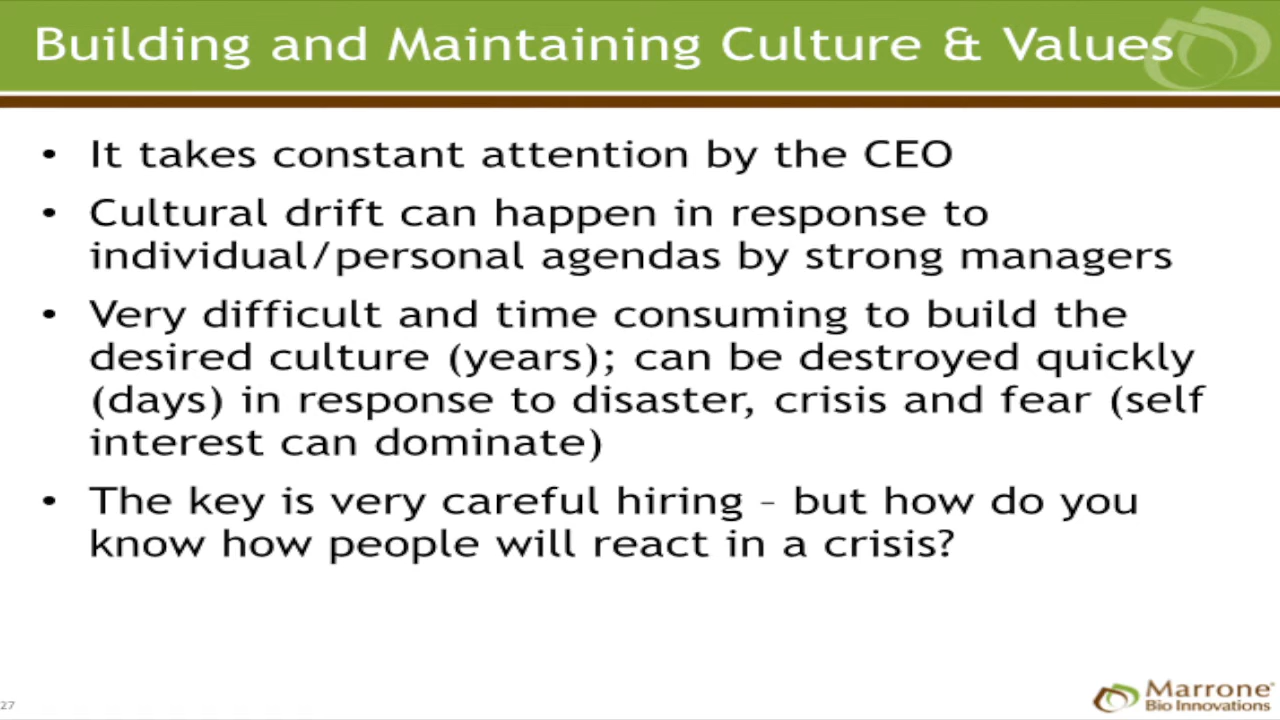 Building and Maintaining Culture & Values
• It takes constant attention by the CEO
• Cultural drift can happen in response to
individual/personal agendas by strong managers
• Very difficult and time consuming to build the
desired culture (years); can be destroyed quickly
(days) in response to disaster, crisis and fear (self
interest can dominate)
• The key is very careful hiring – but how do you
know how people will react in a crisis?
27
Marrone®
Bio Innovations